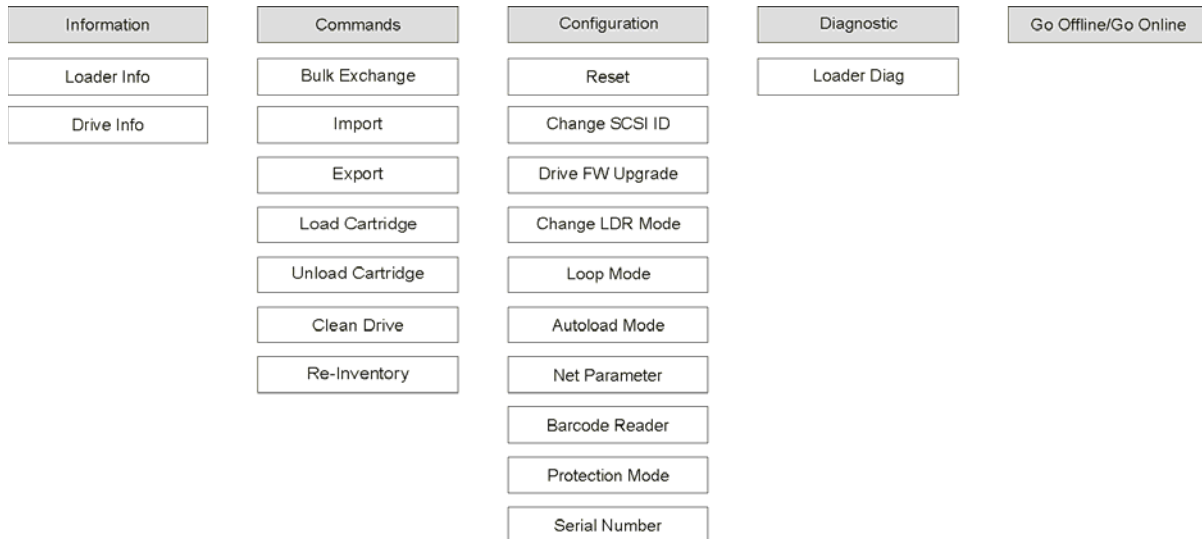 Information
Loader Info
Drive Info
Commands
Bulk Exchange
Import
Export
Load Cartridge
Unload Cartridge
Clean Drive
Re-Inventory
Configuration
Reset
Change SCSI ID
Drive FW Upgrade
Change LDR Mode
Loop Mode
Autoload Mode
Net Parameter
Barcode Reader
Protection Mode
Serial Number
Diagnostic
Loader Diag
Go Offline/Go Online